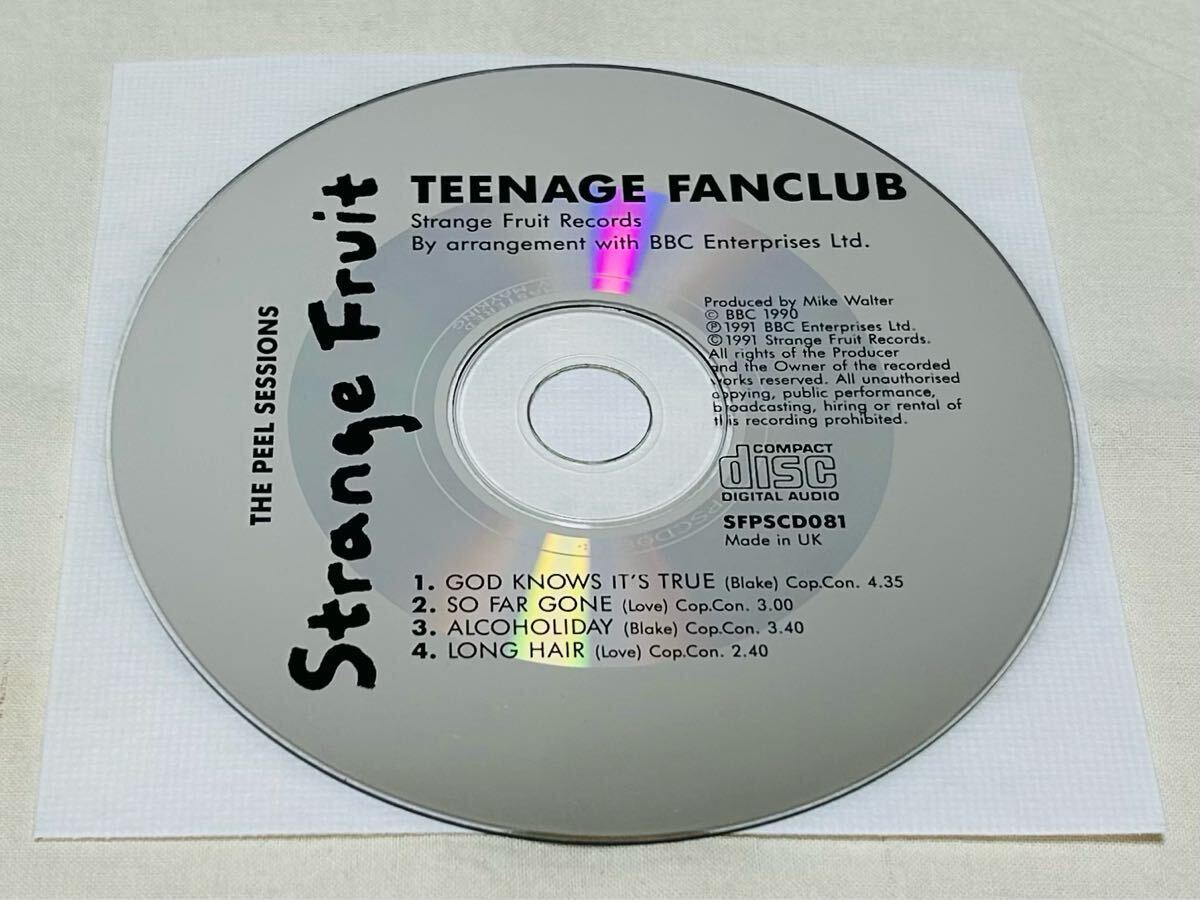 TEENAGE FANCLUB
Strange Fruit Records
By arrangement with BBC Enterprises Ltd.
THE PEEL SESSIONS
Strange Fruit
Produced by Mike Walter
© BBC 1990
℗ 1991 BBC Enterprises Ltd.
© 1991 Strange Fruit Records.
All rights of the Producer
and the Owner of the recorded
works reserved. All unauthorised
copying, public performance,
broadcasting, hiring or rental of
this recording prohibited.
COMPACT
disc
DIGITAL AUDIO
SFPSCD081
Made in UK
1. GOD KNOWS IT'S TRUE (Blake) Cop.Con. 4.35
2. SO FAR GONE (Love) Cop.Con. 3.00
3. ALCOHOLIDAY (Blake) Cop.Con. 3.40
4. LONG HAIR (Love) Cop.Con. 2.40